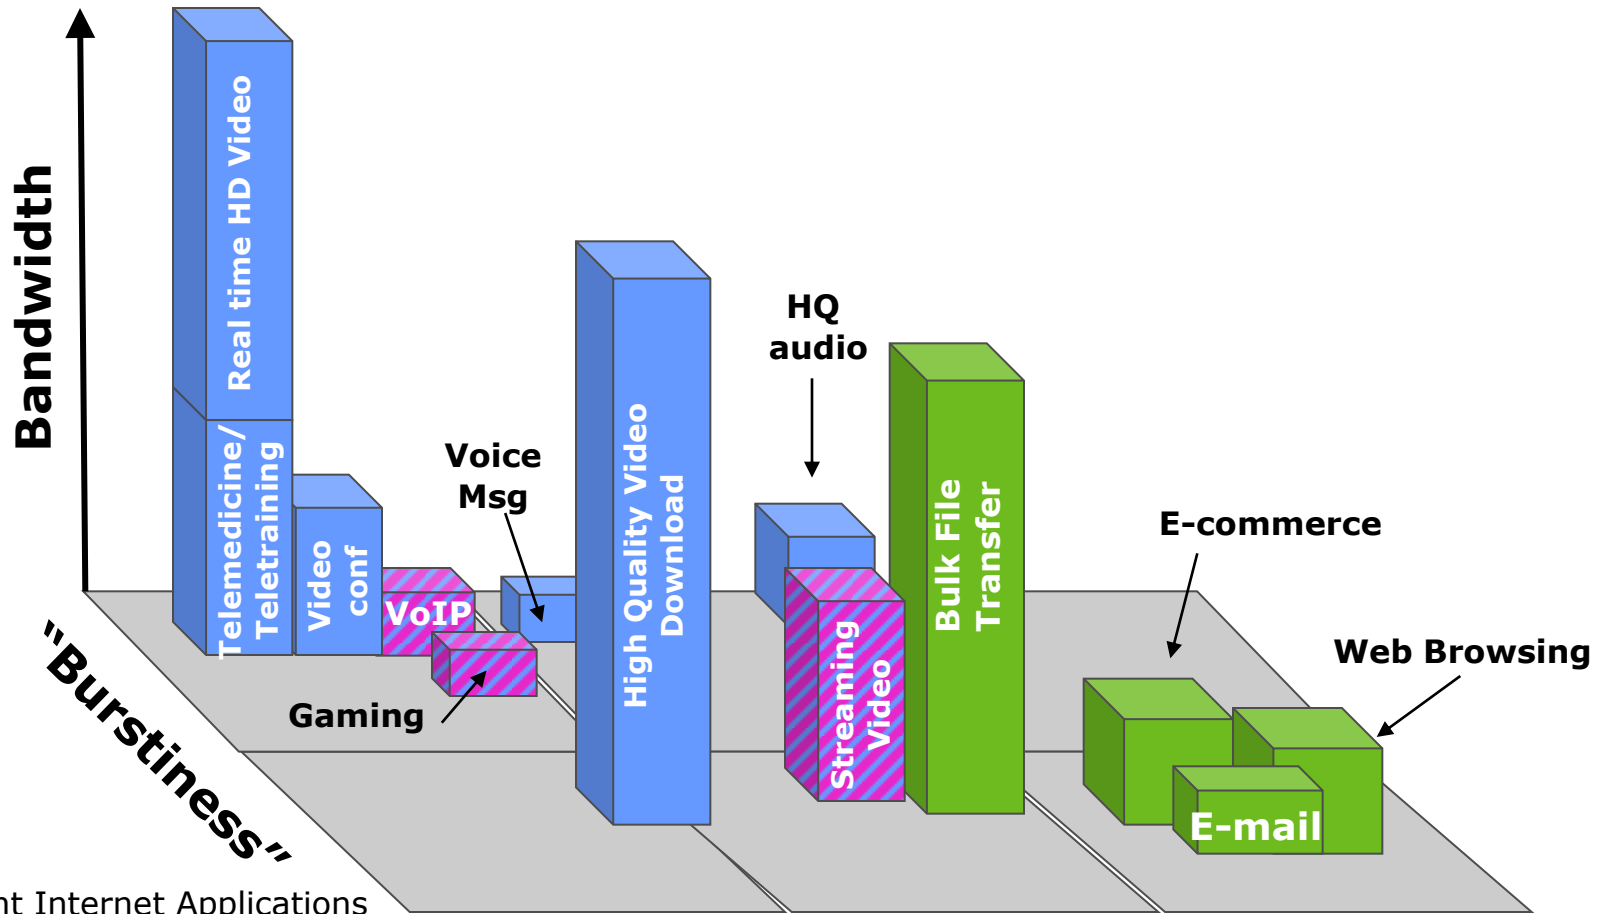 Bandwidth
Real time HD Video
Telemedicine/
Teletraining
Video
conf
VoIP
Gaming
Voice
Msg
High Quality Video
Download
HQ
audio
Streaming
Video
Bulk File
Transfer
E-commerce
Web Browsing
E-mail
“Burstiness”
Internet Applications